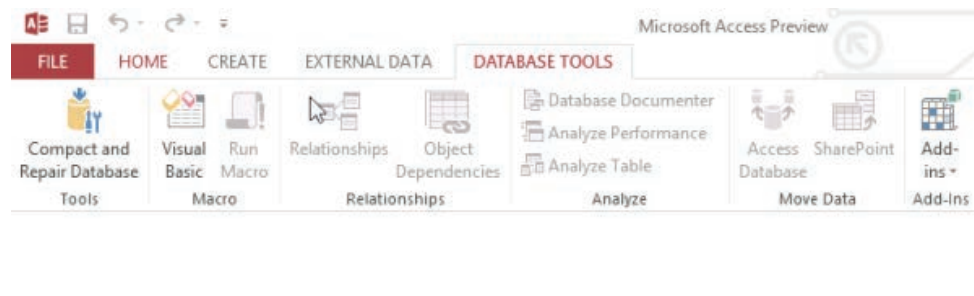 Microsoft Access Preview
FILE HOME CREATE EXTERNAL DATA DATABASE TOOLS
Compact and
Repair Database
Tools
Visual
Basic
Run
Macro
Macro
Relationships
Object
Dependencies
Relationships
Database Documenter
Analyze Performance
Analyze Table
Analyze
Access
Database
SharePoint
Move Data
Add-
ins
Add-Ins